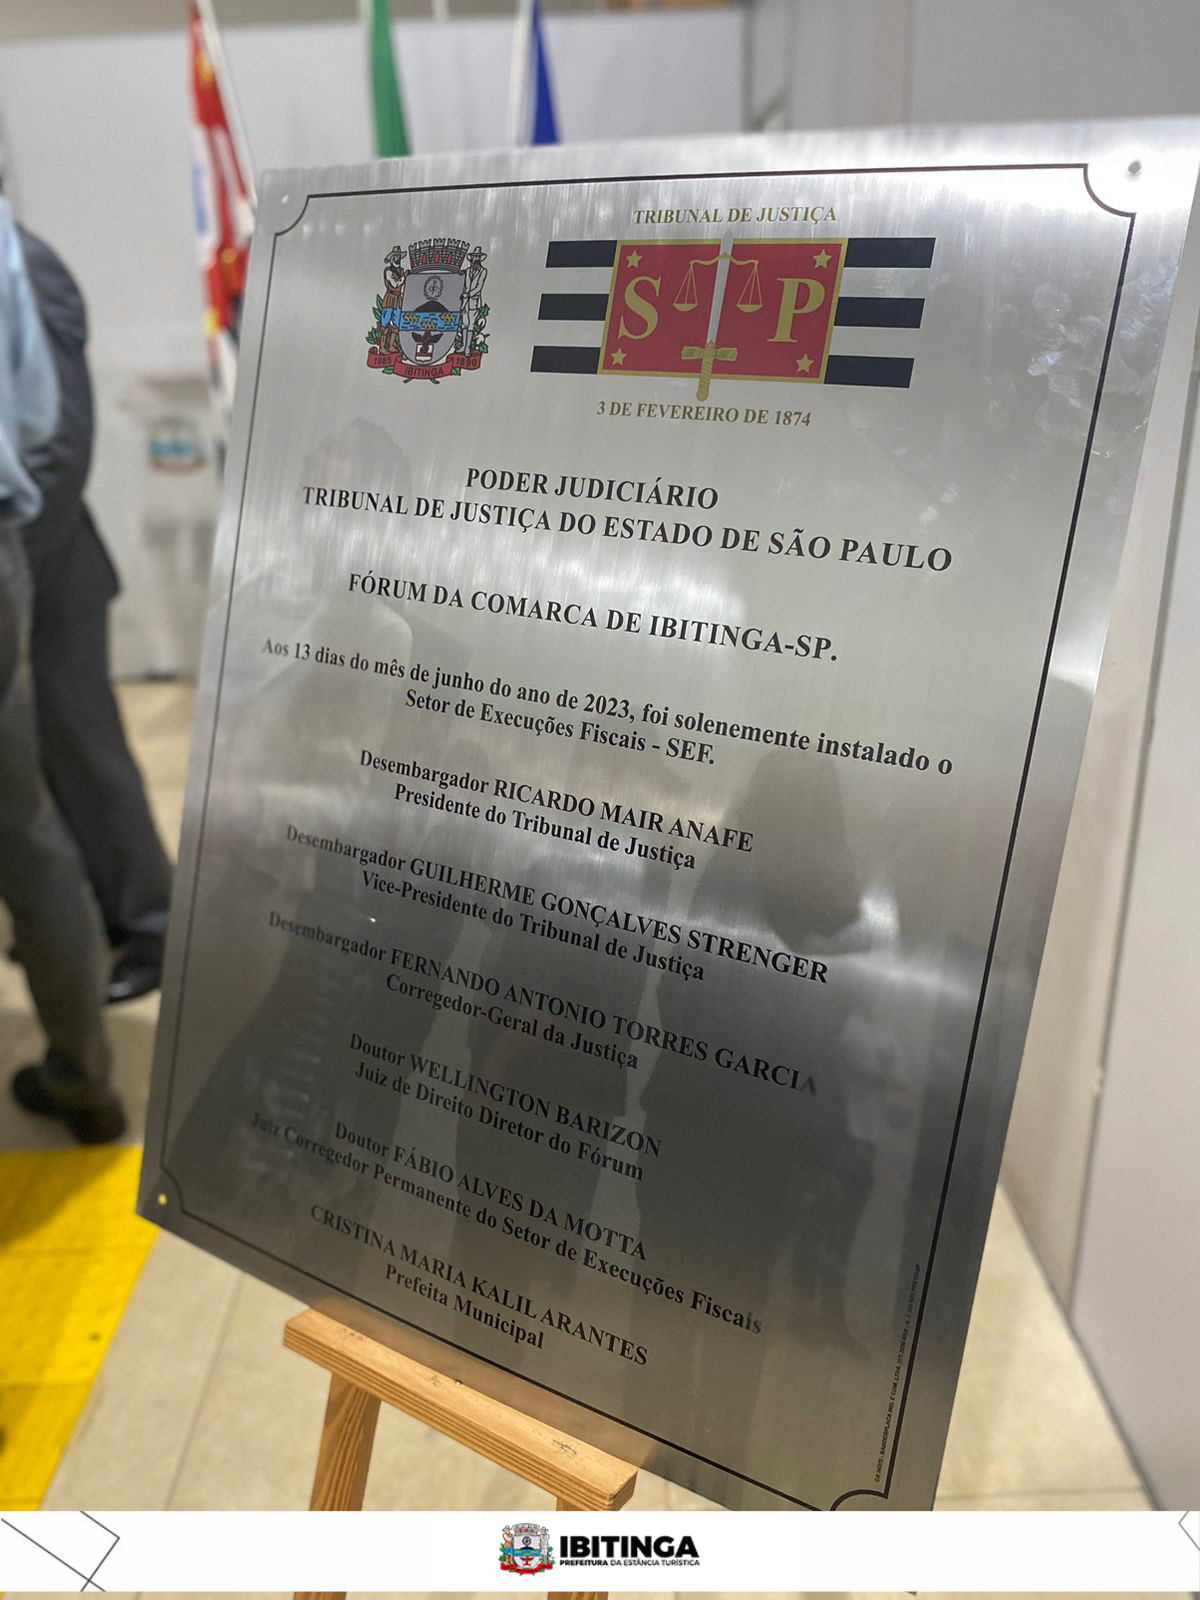 TRIBUNAL DE JUSTIÇA
S P
1885 IBITINGA 1890
3 DE FEVEREIRO DE 1874
PODER JUDICIÁRIO
TRIBUNAL DE JUSTIÇA DO ESTADO DE SÃO PAULO
FÓRUM DA COMARCA DE IBITINGA-SP.
Aos 13 dias do mês de junho do ano de 2023, foi solenemente instalado o
Setor de Execuções Fiscais - SEF.
Desembargador RICARDO MAIR ANAFE
Presidente do Tribunal de Justiça
Desembargador GUILHERME GONÇALVES STRENGER
Vice-Presidente do Tribunal de Justiça
Desembargador FERNANDO ANTONIO TORRES GARCIA
Corregedor-Geral da Justiça
Doutor WELLINGTON BARIZON
Juiz de Direito Diretor do Fórum
Doutor FÁBIO ALVES DA MOTTA
Juiz Corregedor Permanente do Setor de Execuções Fiscais
CRISTINA MARIA KALIL ARANTES
Prefeita Municipal
IBITINGA
PREFEITURA DA ESTÂNCIA TURÍSTICA